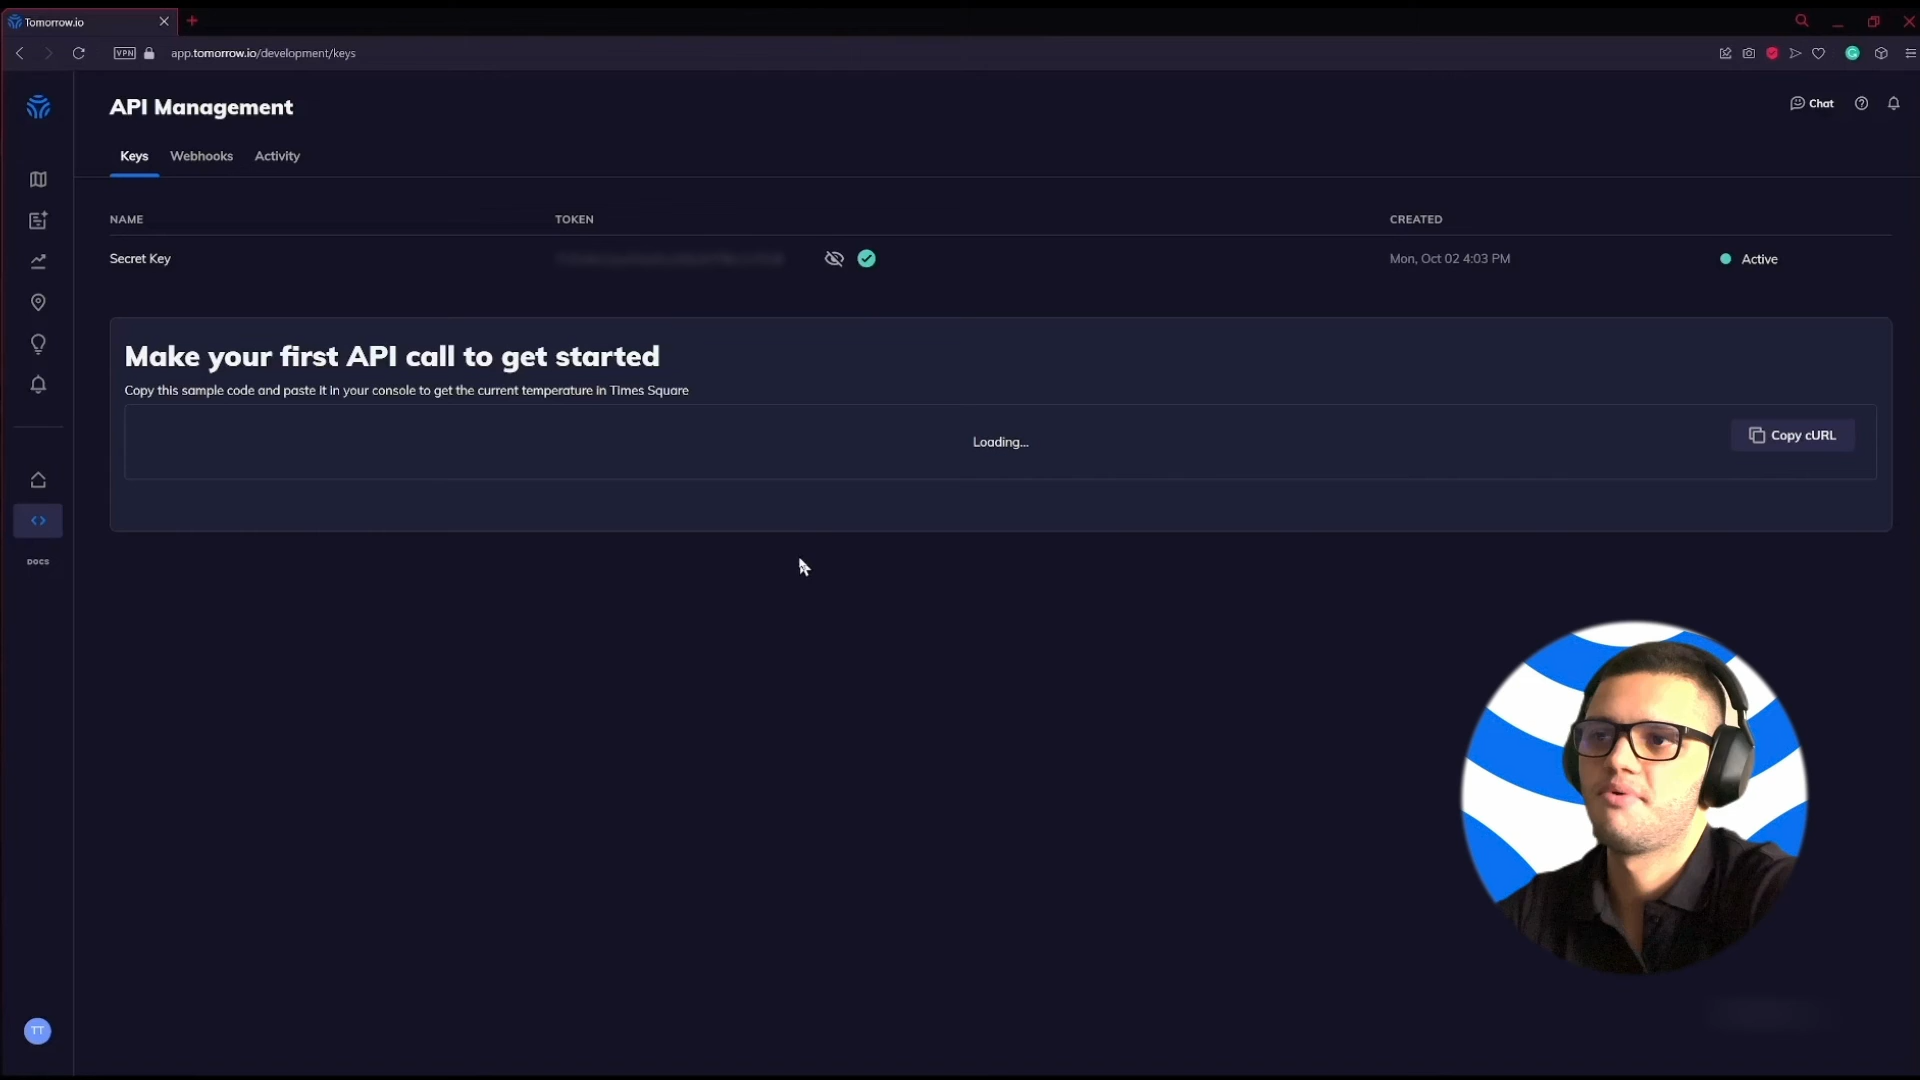 Tomorrow.io
VPN
app.tomorrow.io/development/keys
API Management
Chat
Keys Webhooks Activity
NAME TOKEN CREATED
Secret Key Mon, Oct 02 4:03 PM Active
Make your first API call to get started
Copy this sample code and paste it in your console to get the current temperature in Times Square
Loading...
Copy cURL
DOCS
TT